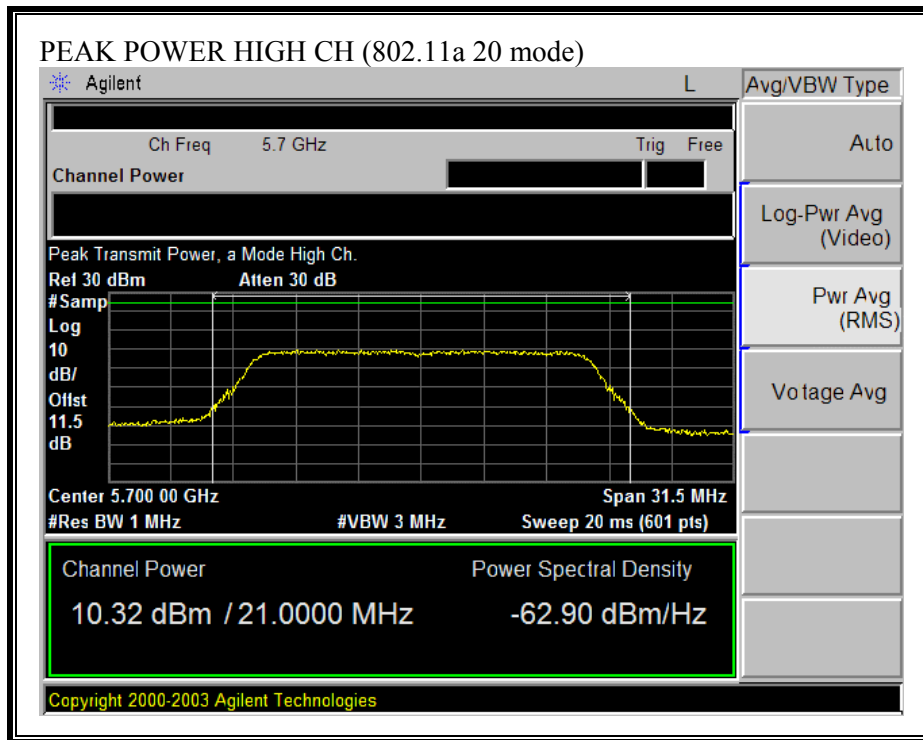 PEAK POWER HIGH CH (802.11a 20 mode)
Agilent L Avg/VBW Type
Ch Freq 5.7 GHz Trig Free
Channel Power
Auto
Log-Pwr Avg
(Video)
Pwr Avg
(RMS)
Votage Avg
Peak Transmit Power, a Mode High Ch.
Ref 30 dBm Atten 30 dB
#Samp
Log
10
dB/
Offst
11.5
dB
Center 5.700 00 GHz Span 31.5 MHz
#Res BW 1 MHz #VBW 3 MHz Sweep 20 ms (601 pts)
Channel Power Power Spectral Density
10.32 dBm / 21.0000 MHz -62.90 dBm/Hz
Copyright 2000-2003 Agilent Technologies